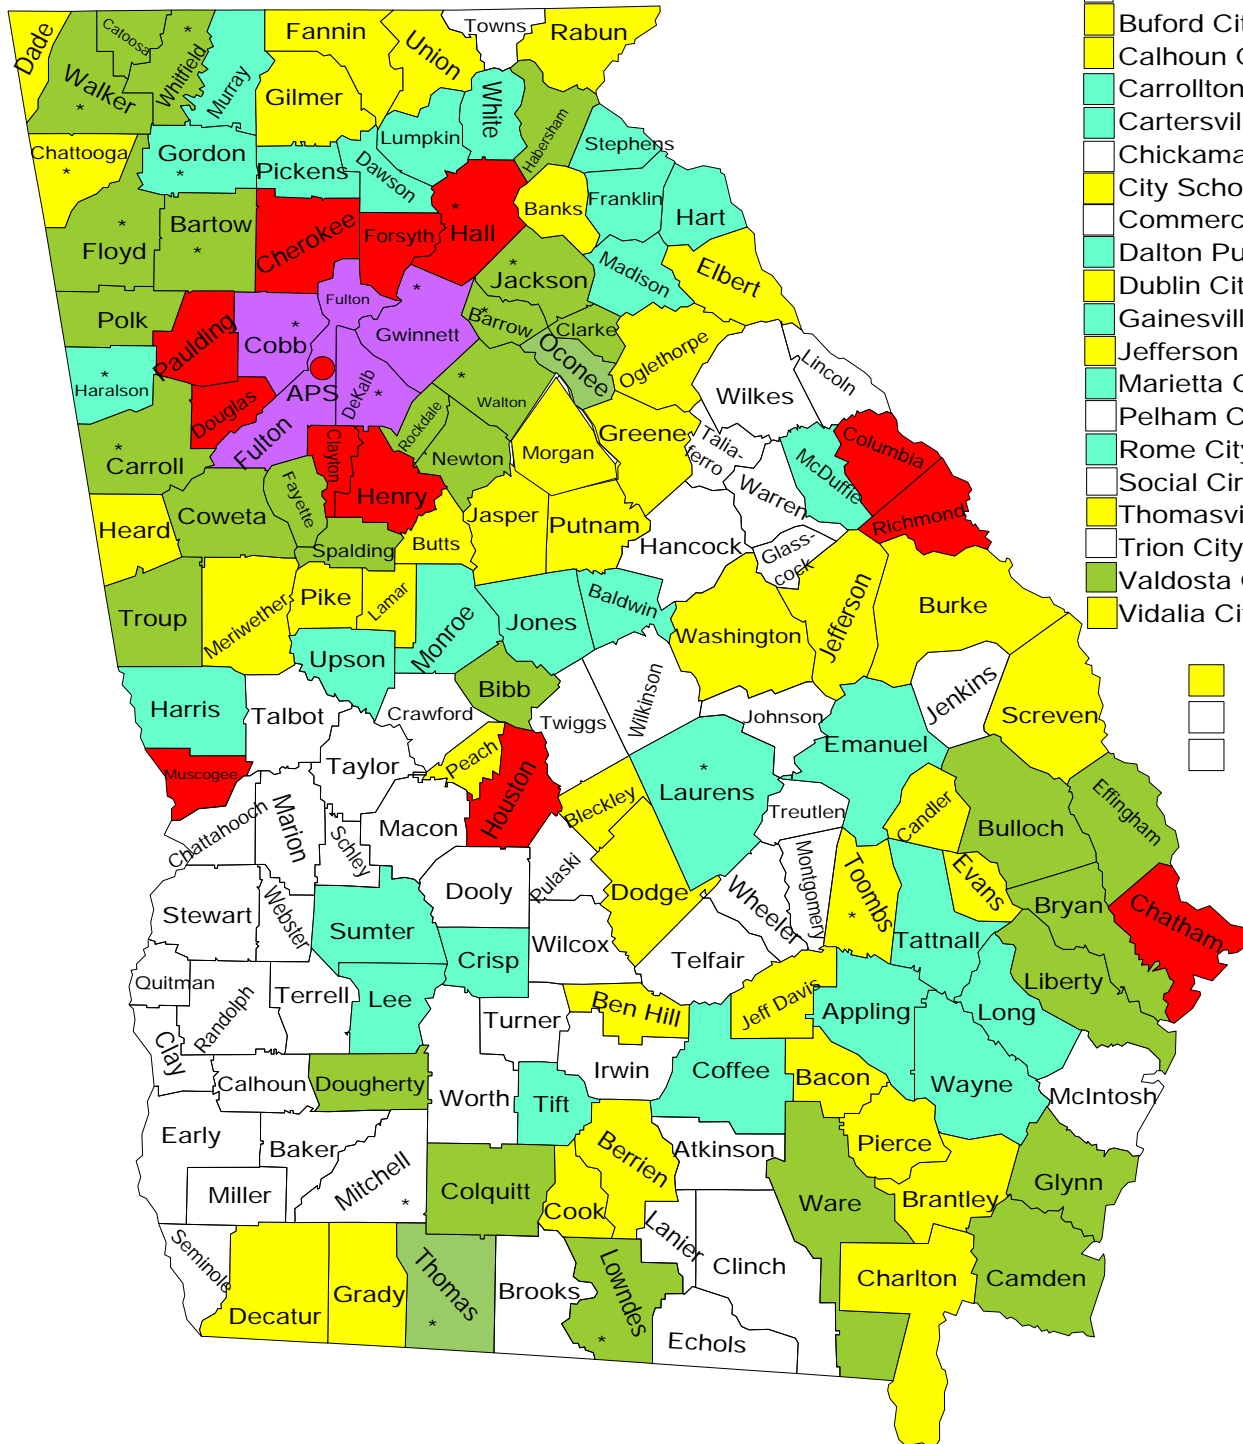 Towns
Fannin
Rabun
Dade
Catoosa
Union
Walker
*
Whitfield
*
Murray
Gilmer
White
Habersham
Lumpkin
Stephens
Chattooga
*
Gordon
*
Pickens
Dawson
Franklin
Hart
Banks
*
Hall
Cherokee
Forsyth
*
Floyd
Bartow
*
Jackson
*
Madison
Elbert
Fulton
*
Gwinnett
Barrow
*
Clarke
Oconee
Oglethorpe
Polk
Paulding
Cobb
*
APS
DeKalb
*
Walton
*
Lincoln
Wilkes
Haralson
*
Douglas
Fulton
Rockdale
Clayton
Henry
Newton
Morgan
Greene
Talia-
ferro
McDuffie
Columbia
Richmond
Warren
Carroll
*
Coweta
Fayette
Spalding
Butts
Jasper
Putnam
Hancock
Glass-
cock
Heard
Troup
Meriwether
Pike
Lamar
Monroe
Jones
Baldwin
Washington
Jefferson
Burke
Upson
Harris
Talbot
Crawford
Bibb
Twiggs
Wilkinson
Johnson
Jenkins
Screven
Emanuel
Muscogee
Taylor
Peach
Houston
Bleckley
Laurens
*
Treutlen
Candler
Bulloch
Effingham
Chattahooch
Marion
Schley
Macon
Dooly
Pulaski
Dodge
Wheeler
Montgomery
Toombs
*
Evans
Tattnall
Bryan
Chatham
Stewart
Webster
Sumter
Crisp
Wilcox
Telfair
Liberty
Long
Quitman
Randolph
Terrell
Lee
Turner
Ben Hill
Jeff Davis
Appling
Clay
Calhoun
Dougherty
Worth
Tift
Irwin
Coffee
Bacon
Wayne
McIntosh
Early
Baker
Mitchell
*
Miller
Colquitt
Berrien
Cook
Atkinson
Pierce
Ware
Brantley
Glynn
Seminole
Decatur
Grady
Thomas
*
Brooks
Lowndes
*
Lanier
Clinch
Echols
Charlton
Camden
Buford Cit
Calhoun C
Carrollton
Cartersvil
Chickama
City Scho
Commerc
Dalton Pu
Dublin Cit
Gainesvill
Jefferson
Marietta C
Pelham C
Rome City
Social Cir
Thomasvi
Trion City
Valdosta C
Vidalia Cit